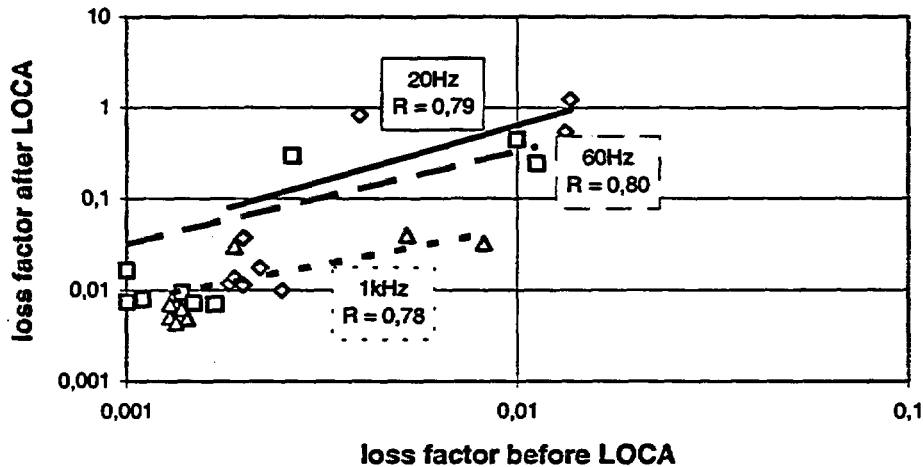 10
1
0,1
0,01
0,001
loss factor after LOCA
20Hz
R = 0,79
60Hz
R = 0,80
1kHz
R = 0,78
0,001
0,01
0,1
loss factor before LOCA